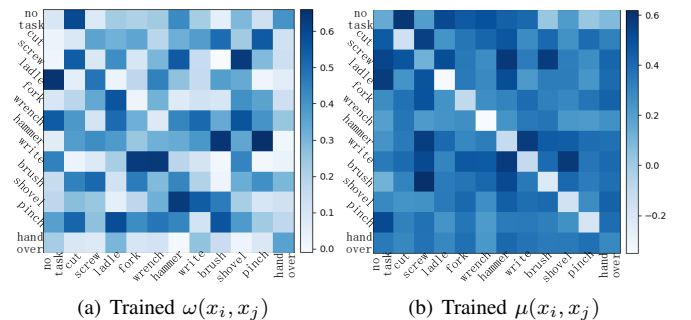 no
task
cut
screw
ladle
fork
wrench
hammer
write
brush
shovel
pinch
hand
over
no
task
cut
screw
ladle
fork
wrench
hammer
write
brush
shovel
pinch
hand
over
0.6
0.5
0.4
0.3
0.2
0.1
0.0
no
task
cut
screw
ladle
fork
wrench
hammer
write
brush
shovel
pinch
hand
over
no
task
cut
screw
ladle
fork
wrench
hammer
write
brush
shovel
pinch
hand
over
0.6
0.4
0.2
0.0
−0.2
(a) Trained ω(x_i, x_j)
(b) Trained μ(x_i, x_j)